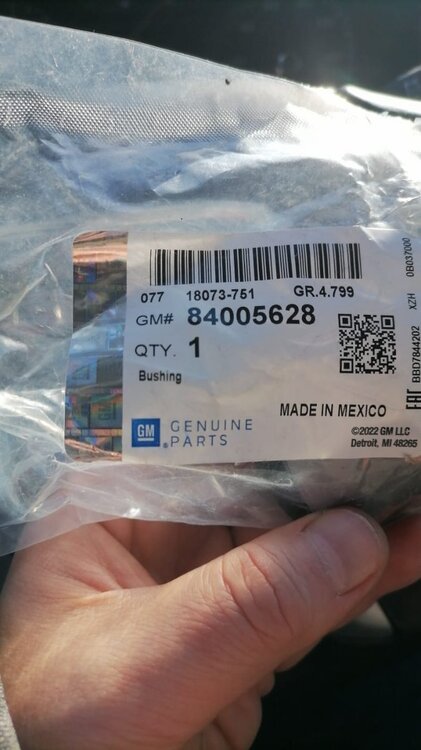 077 18073-751 GR.4.799
GM# 84005628
QTY. 1
Bushing
MADE IN MEXICO
gm GENUINE
PARTS
©2022 GM LLC
Detroit, MI 48265
EAC BBD7844202 XZH 0B037000